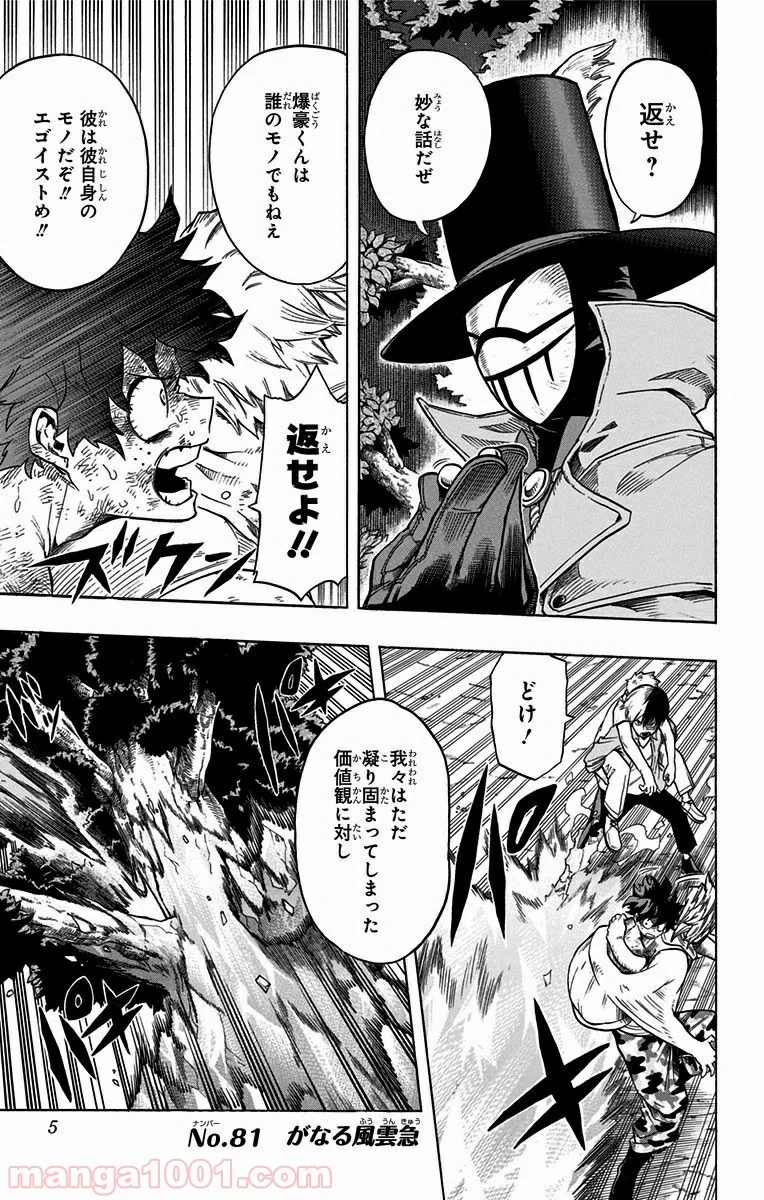 返せ？
妙な話だぜ
爆豪くんは
誰のモノでもねえ
彼は彼自身の
モノだぞ!!
エゴイストめ!!
返せよ!!
ズクン
どけ！
我々はただ
凝り固まってしまった
価値観に対し
パキパキ
5
No.81 がなる風雲急
manga1001.com